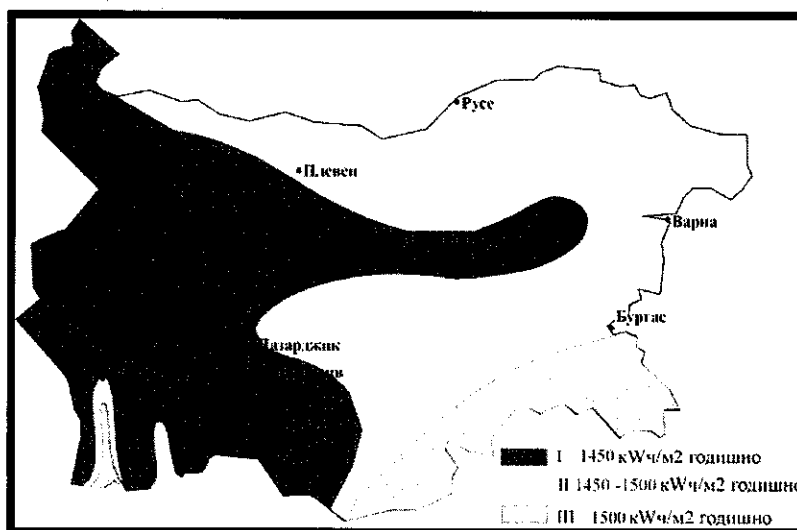 Русе
Плевен
Варна
Бургас
Пазарджик
I 1450 кWч/м2 годишно
II 1450 -1500 кWч/м2 годишно
III 1500 кWч/м2 годишно